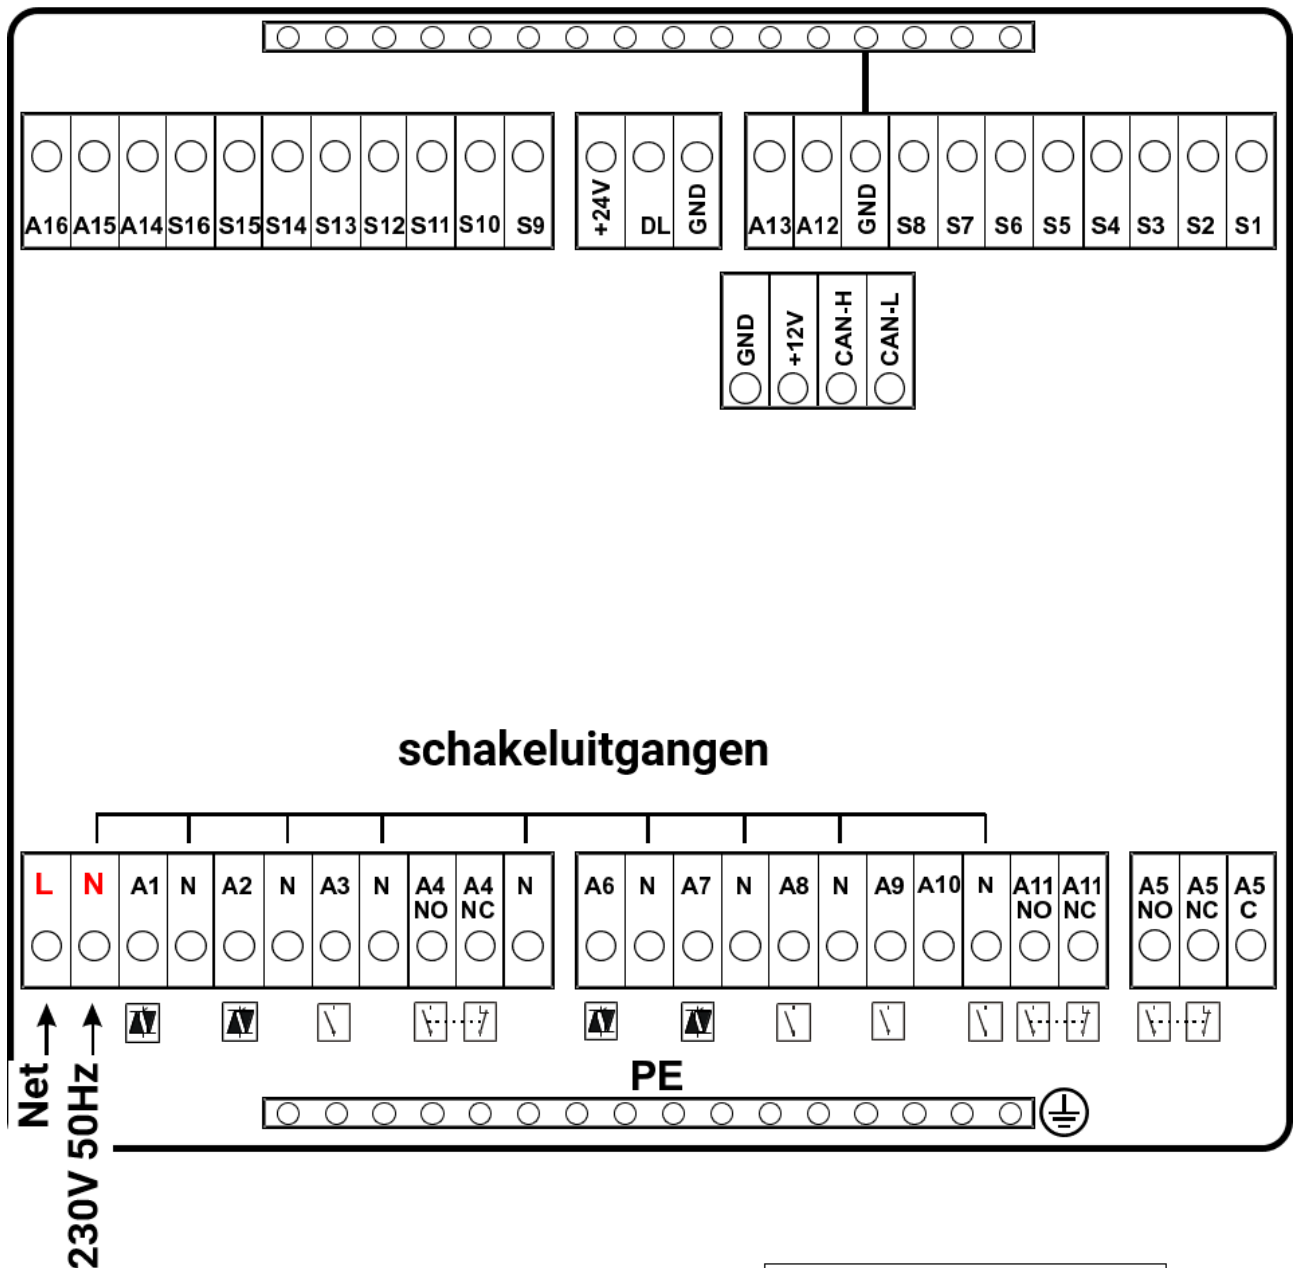 A16 A15 A14 S16 S15 S14 S13 S12 S11 S10 S9 +24V DL GND A13 A12 GND S8 S7 S6 S5 S4 S3 S2 S1
GND +12V CAN-H CAN-L
schakeluitgangen
L N A1 N A2 N A3 N A4 NO A4 NC N A6 N A7 N A8 N A9 A10 N A11 NO A11 NC A5 NO A5 NC A5 C
Net
230V 50Hz
PE